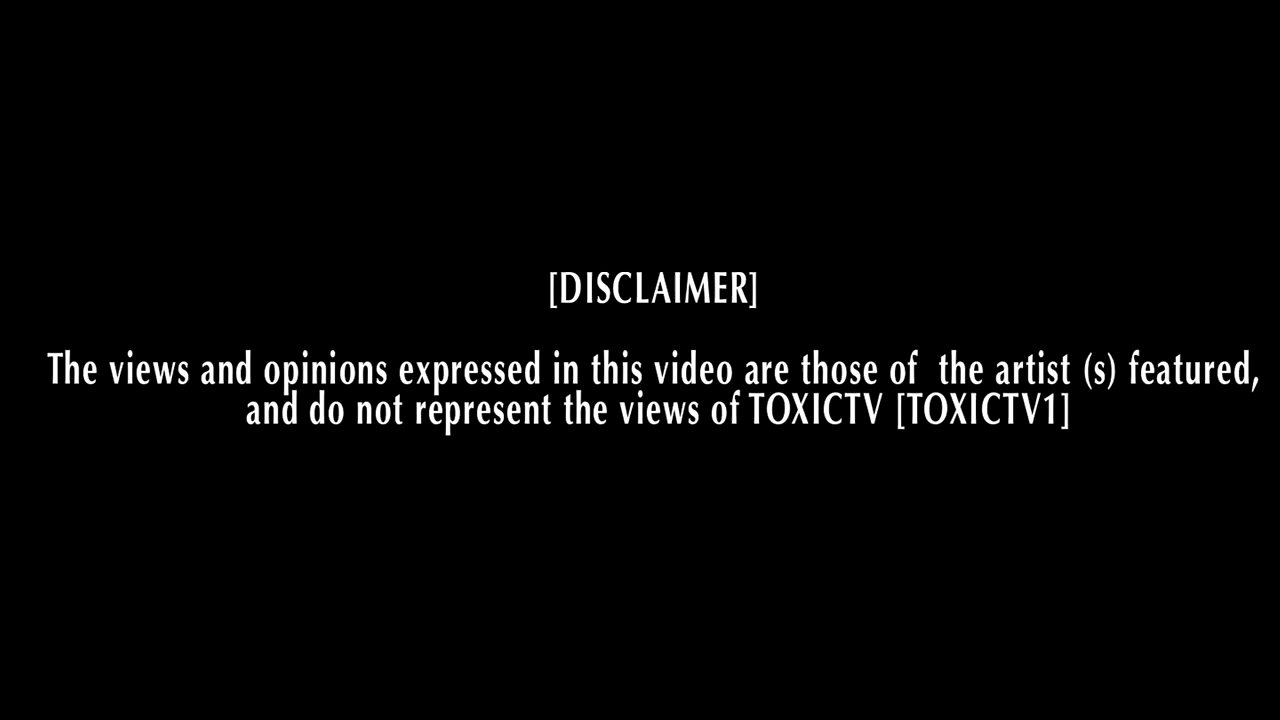 [DISCLAIMER]
The views and opinions expressed in this video are those of  the artist (s) featured,
and do not represent the views of TOXICTV [TOXICTV1]